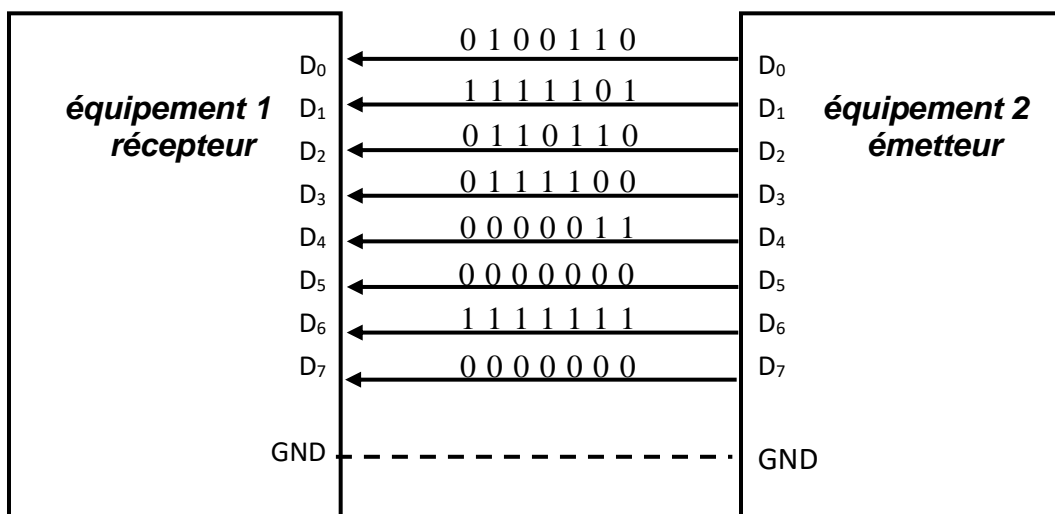 0 1 0 0 1 1 0
D₀ D₀
1 1 1 1 1 0 1
équipement 1 D₁ D₁ équipement 2
0 1 1 0 1 1 0
récepteur D₂ D₂ émetteur
0 1 1 1 1 0 0
D₃ D₃
0 0 0 0 0 1 1
D₄ D₄
0 0 0 0 0 0 0
D₅ D₅
1 1 1 1 1 1 1
D₆ D₆
0 0 0 0 0 0 0
D₇ D₇
GND GND